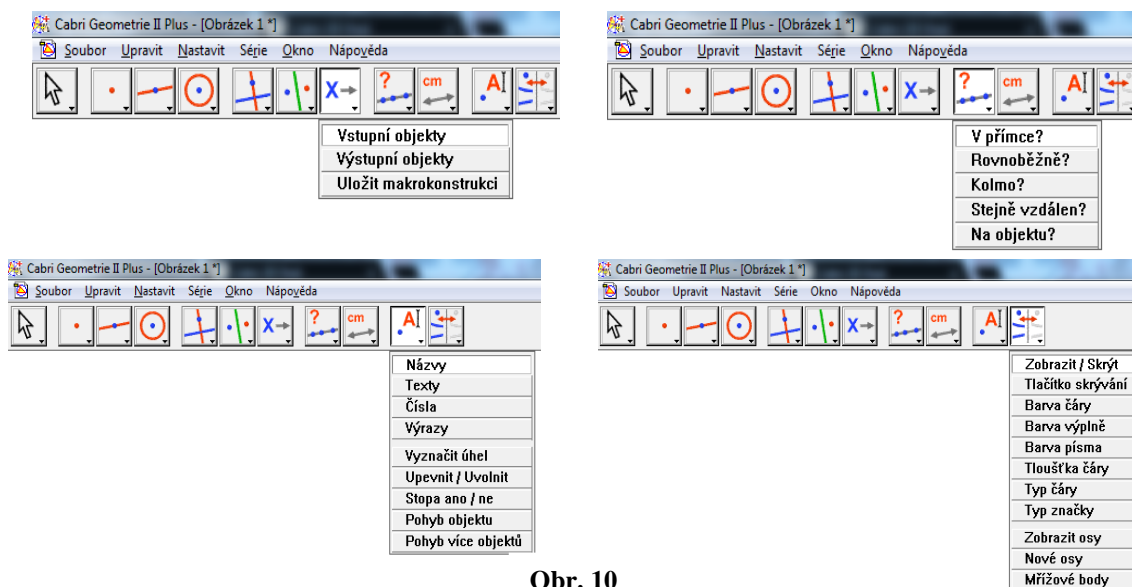 Cabri Geometrie II Plus - [Obrázek 1 *]
Soubor Upravit Nastavit Série Okno Nápověda
? cm A
X
Vstupní objekty
Výstupní objekty
Uložit makrokonstrukci
Cabri Geometrie II Plus - [Obrázek 1 *]
Soubor Upravit Nastavit Série Okno Nápověda
X ? cm A
V přímce?
Rovnoběžně?
Kolmo?
Stejně vzdálen?
Na objektu?
Cabri Geometrie II Plus - [Obrázek 1 *]
Soubor Upravit Nastavit Série Okno Nápověda
X ? cm A
Názvy
Texty
Čísla
Výrazy
Vyznačit úhel
Upevnit / Uvolnit
Stopa ano / ne
Pohyb objektu
Pohyb více objektů
Cabri Geometrie II Plus - [Obrázek 1 *]
Soubor Upravit Nastavit Série Okno Nápověda
X ? cm A
Zobrazit / Skrýt
Tlačítko skrývání
Barva čáry
Barva výplně
Barva písma
Tloušťka čáry
Typ čáry
Typ značky
Zobrazit osy
Nové osy
Mřížové body
Obr. 10